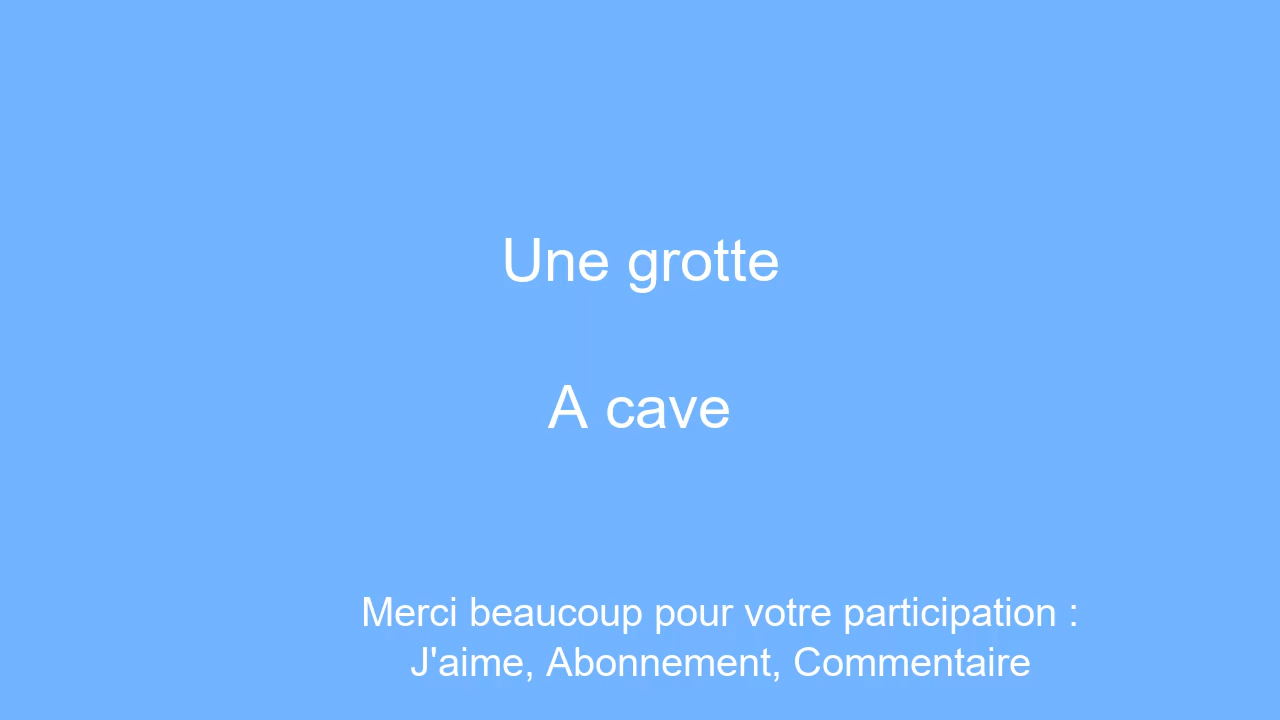 Une grotte
A cave
Merci beaucoup pour votre participation :
J'aime, Abonnement, Commentaire